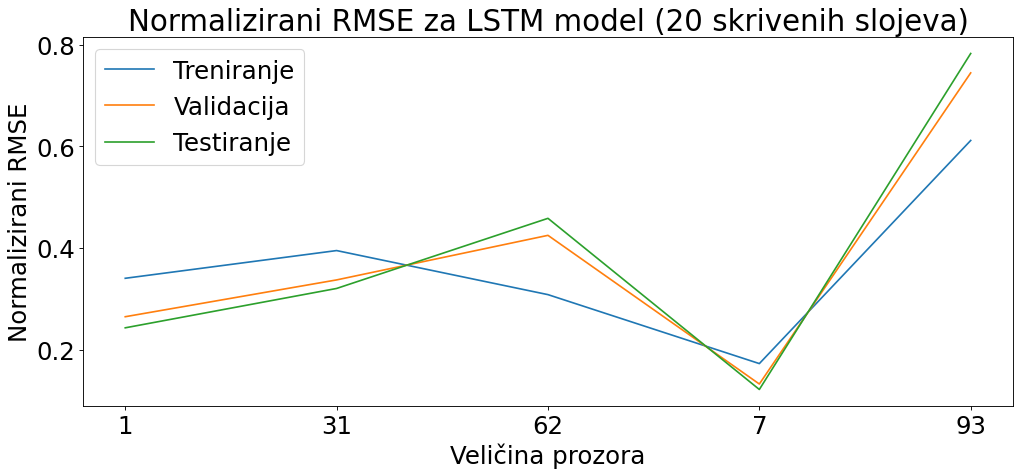 Normalizirani RMSE za LSTM model (20 skrivenih slojeva)
Normalizirani RMSE
0.8
0.6
0.4
0.2
Treniranje
Validacija
Testiranje
1 31 62 7 93
Veličina prozora